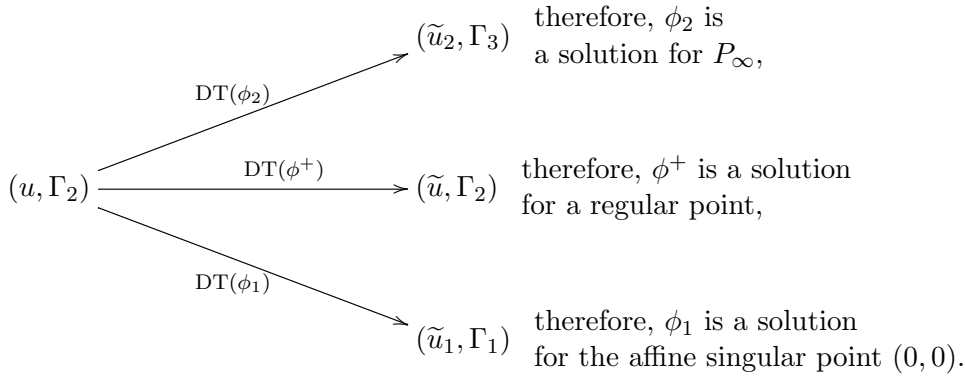 (ũ₂, Γ₃) therefore, ϕ₂ is
a solution for P∞,
DT(ϕ₂)
(u, Γ₂) DT(ϕ⁺) (ũ, Γ₂) therefore, ϕ⁺ is a solution
for a regular point,
DT(ϕ₁)
(ũ₁, Γ₁) therefore, ϕ₁ is a solution
for the affine singular point (0, 0).